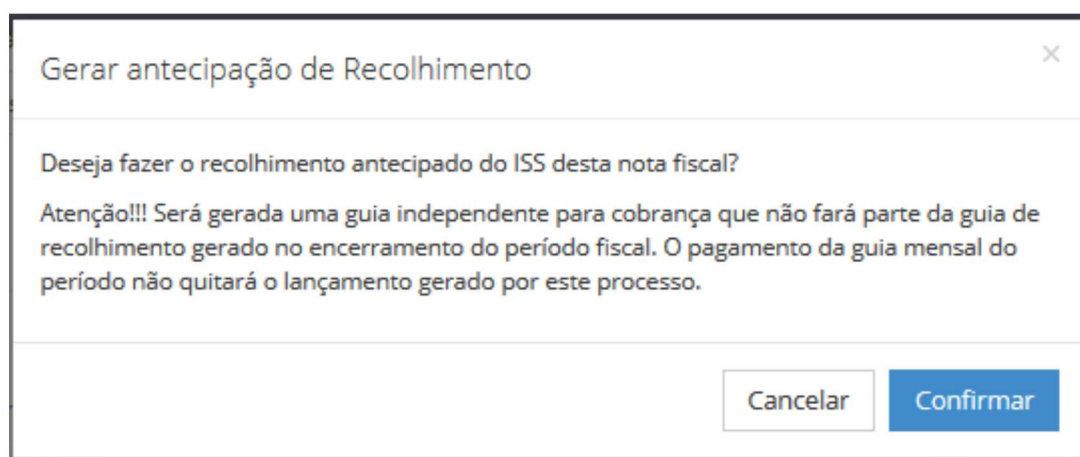 Gerar antecipação de Recolhimento
Deseja fazer o recolhimento antecipado do ISS desta nota fiscal?
Atenção!!! Será gerada uma guia independente para cobrança que não fará parte da guia de
recolhimento gerado no encerramento do período fiscal. O pagamento da guia mensal do
período não quitará o lançamento gerado por este processo.
Cancelar
Confirmar